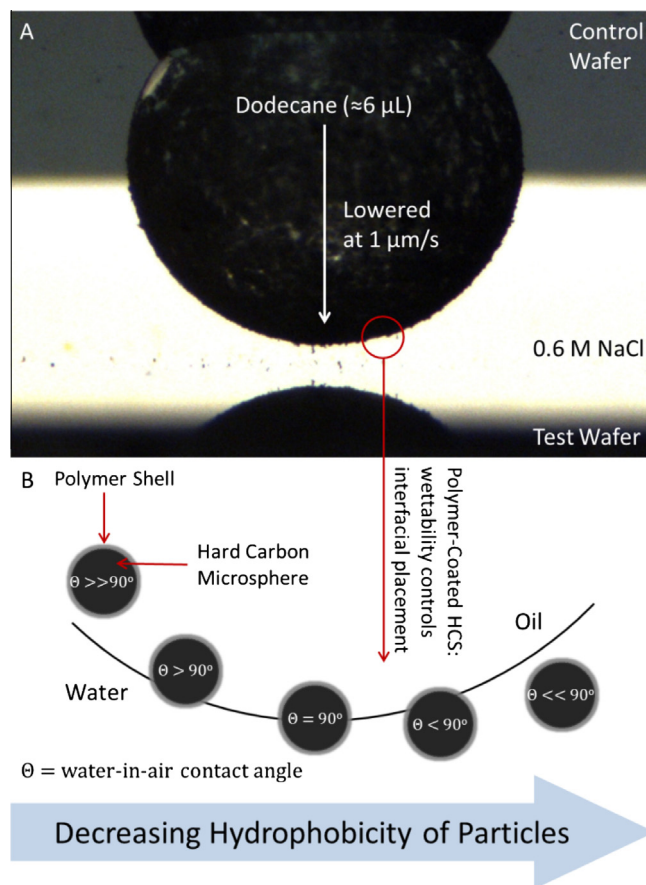 A
Control
Wafer
Dodecane (≈6 µL)
Lowered
at 1 µm/s
0.6 M NaCl
Test Wafer
B
Polymer Shell
Hard Carbon
Microsphere
Polymer-Coated HCS:
wettability controls
interfacial placement
Θ >>90°
Θ > 90°
Θ = 90°
Θ < 90°
Θ << 90°
Oil
Water
Θ = water-in-air contact angle
Decreasing Hydrophobicity of Particles